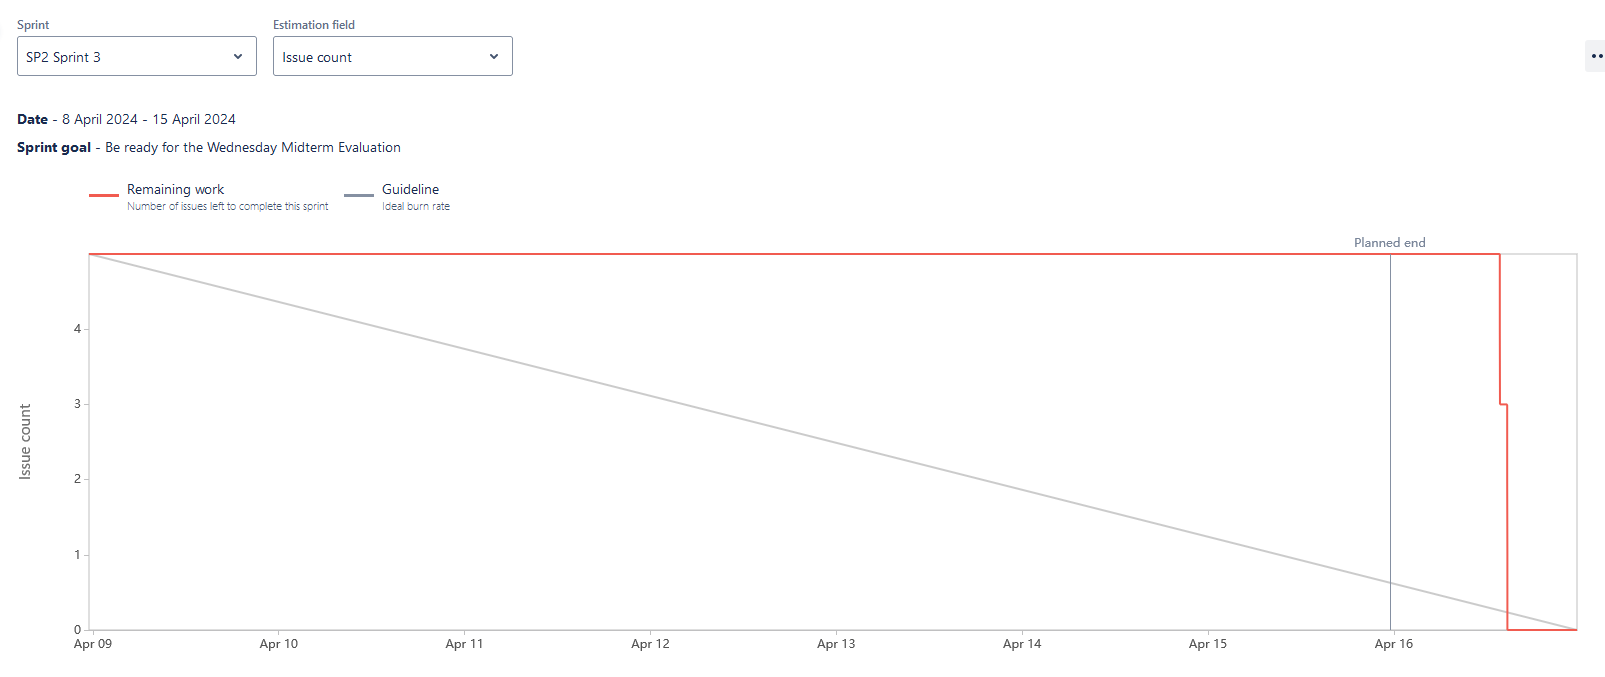 Sprint
Estimation field
SP2 Sprint 3
Issue count
Date - 8 April 2024 - 15 April 2024
Sprint goal - Be ready for the Wednesday Midterm Evaluation
Remaining work
Number of issues left to complete this sprint
Guideline
Ideal burn rate
Planned end
4
3
2
1
0
Issue count
Apr 09
Apr 10
Apr 11
Apr 12
Apr 13
Apr 14
Apr 15
Apr 16